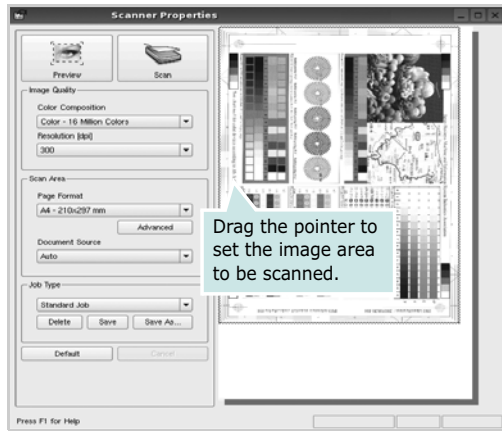 Scanner Properties
Preview
Scan
Image Quality
Color Composition
Color - 16 Million Colors
Resolution [dpi]
300
Scan Area
Page Format
A4 - 210x297 mm
Advanced
Document Source
Auto
Job Type
Standard Job
Delete
Save
Save As...
Default
Cancel
Drag the pointer to
set the image area
to be scanned.
Press F1 for Help